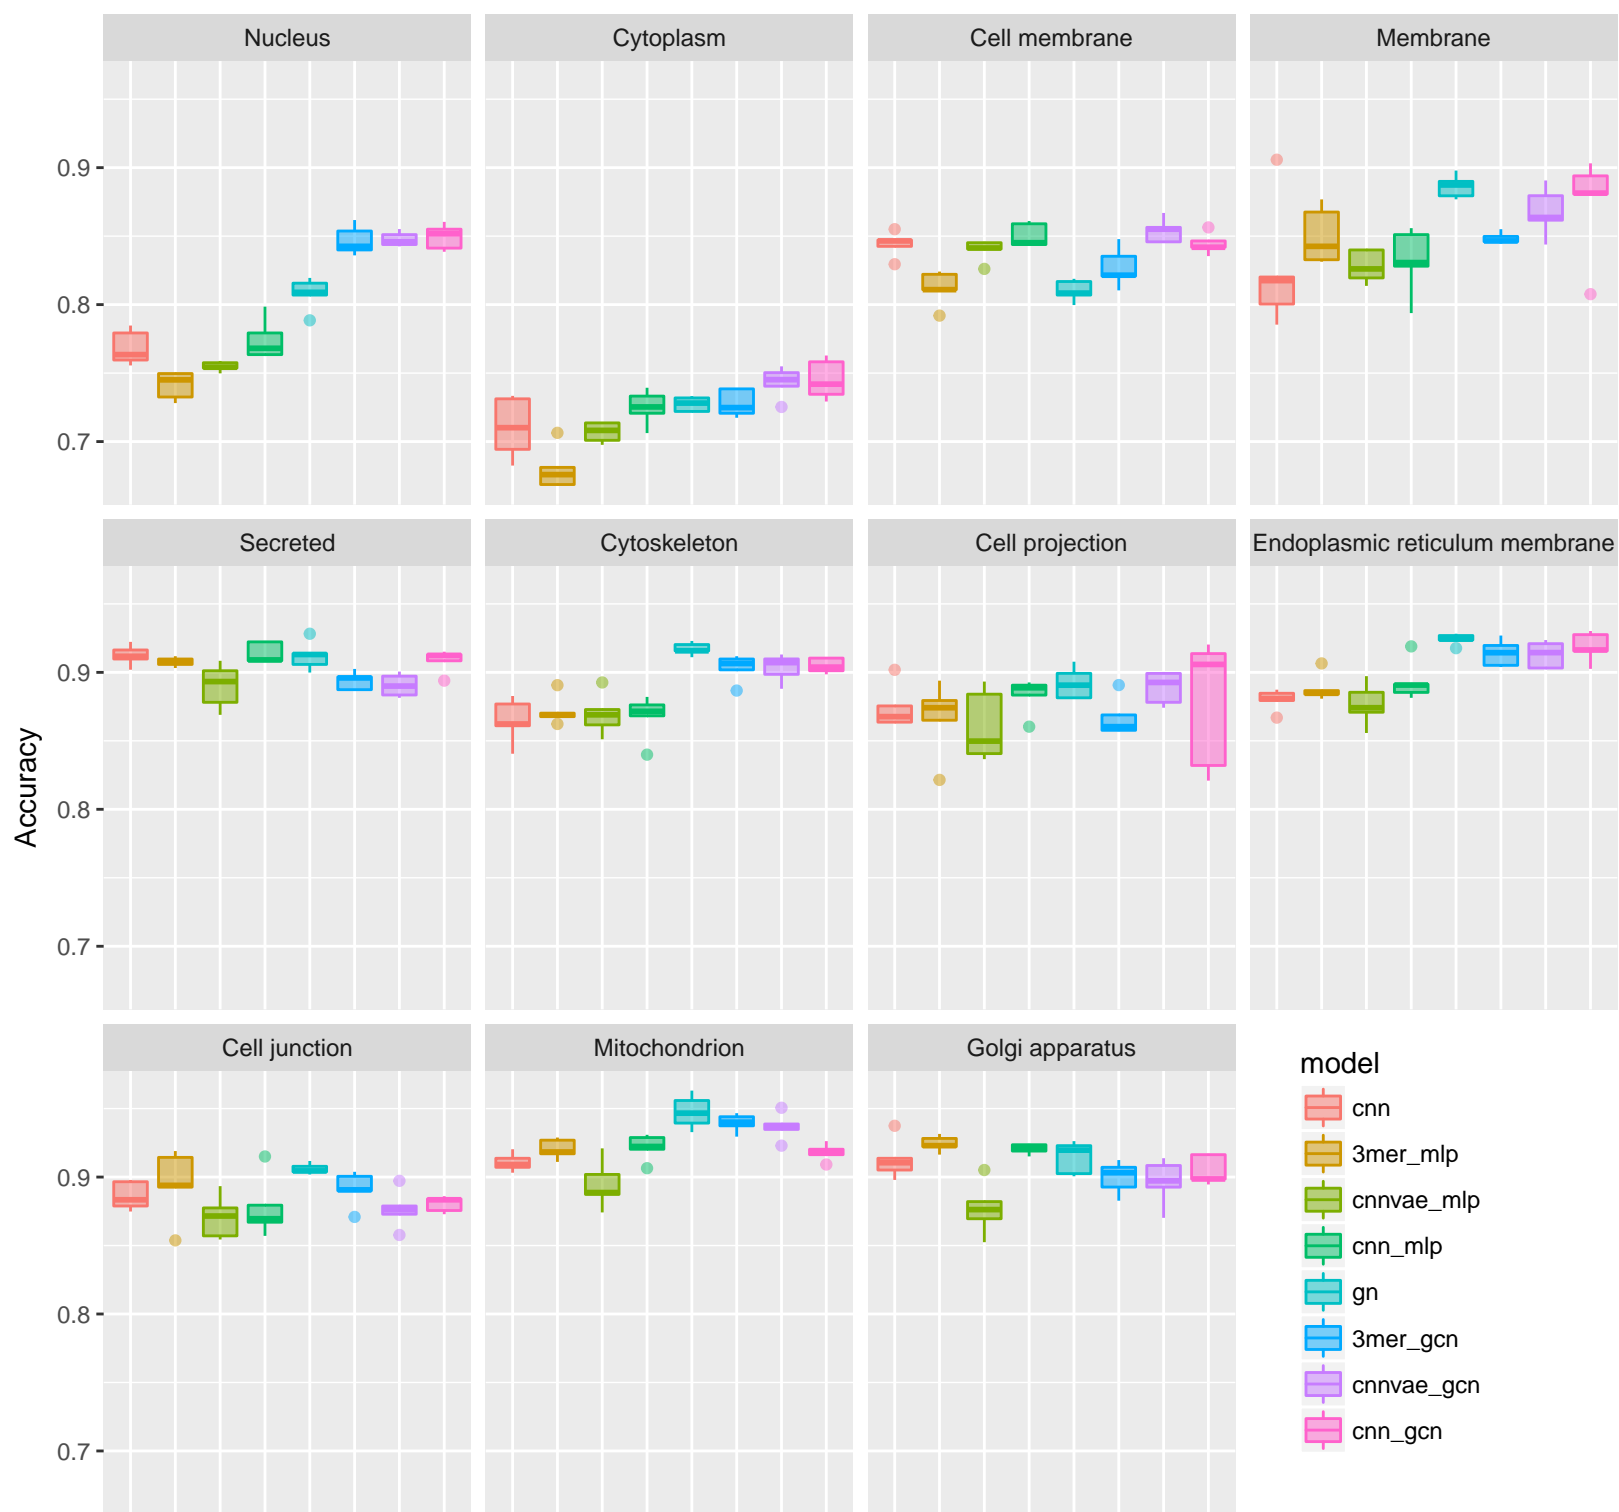 Nucleus
Cytoplasm
Cell membrane
Membrane
0.9
0.8
0.7
Secreted
Cytoskeleton
Cell projection
Endoplasmic reticulum membrane
0.9
0.8
0.7
Accuracy
Cell junction
Mitochondrion
Golgi apparatus
0.9
0.8
0.7
model
cnn
3mer_mlp
cnnvae_mlp
cnn_mlp
gn
3mer_gcn
cnnvae_gcn
cnn_gcn